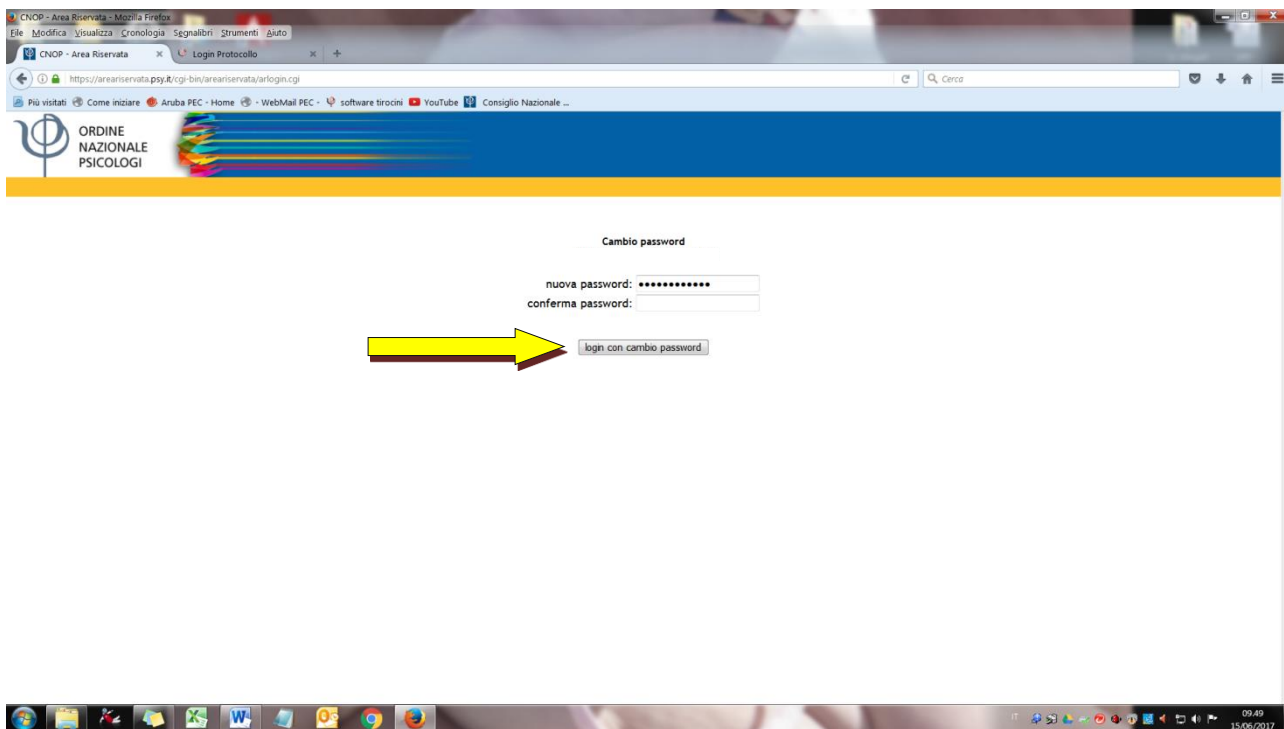 CNOP - Area Riservata - Mozilla Firefox
File Modifica Visualizza Cronologia Segnalibri Strumenti Aiuto
CNOP - Area Riservata × Login Protocollo × +
https://areariservata.psy.it/cgi-bin/areariservata/arlogin.cgi Cerca
Più visitati Come iniziare Aruba PEC - Home - WebMail PEC - software tirocini YouTube Consiglio Nazionale ...
ORDINE
NAZIONALE
PSICOLOGI
Cambio password
nuova password: ••••••••••••
conferma password:
login con cambio password
IT 09.49
15/06/2017